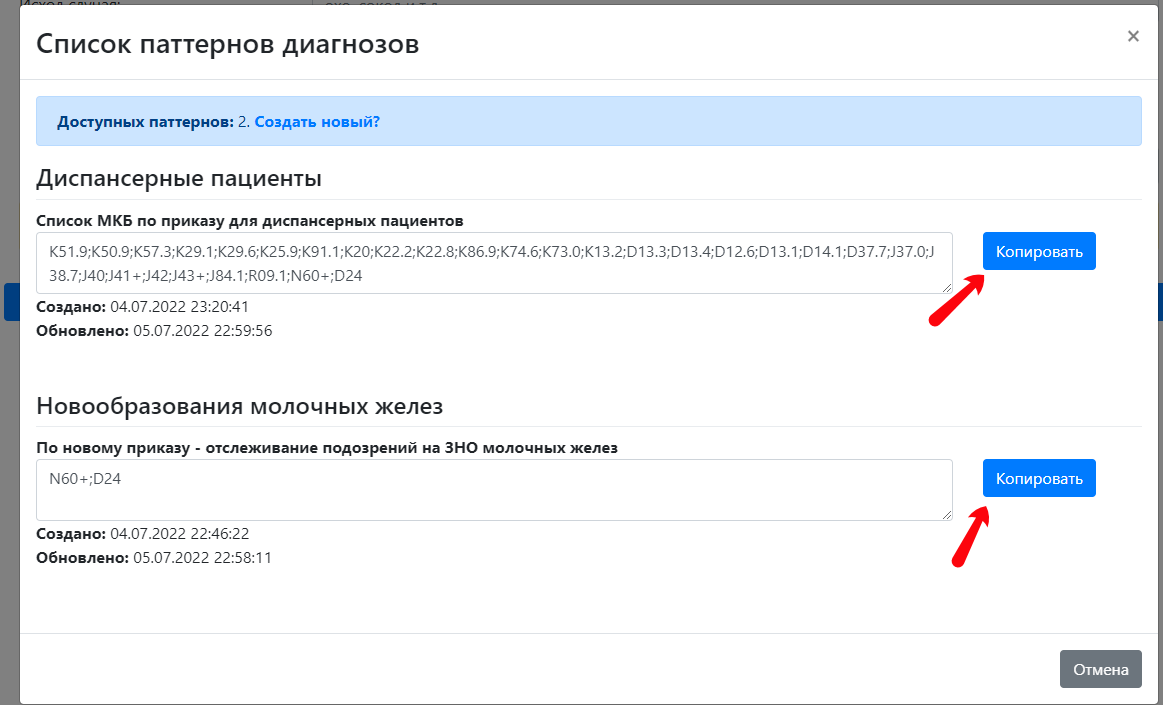 Список паттернов диагнозов
×
Доступных паттернов: 2. Создать новый?
Диспансерные пациенты
Список МКБ по приказу для диспансерных пациентов
K51.9;K50.9;K57.3;K29.1;K29.6;K25.9;K91.1;K20;K22.2;K22.8;K86.9;K74.6;K73.0;K13.2;D13.3;D13.4;D12.6;D13.1;D14.1;D37.7;J37.0;J
38.7;J40;J41+;J42;J43+;J84.1;R09.1;N60+;D24
Копировать
Создано: 04.07.2022 23:20:41
Обновлено: 05.07.2022 22:59:56
Новообразования молочных желез
По новому приказу - отслеживание подозрений на ЗНО молочных желез
N60+;D24
Копировать
Создано: 04.07.2022 22:46:22
Обновлено: 05.07.2022 22:58:11
Отмена